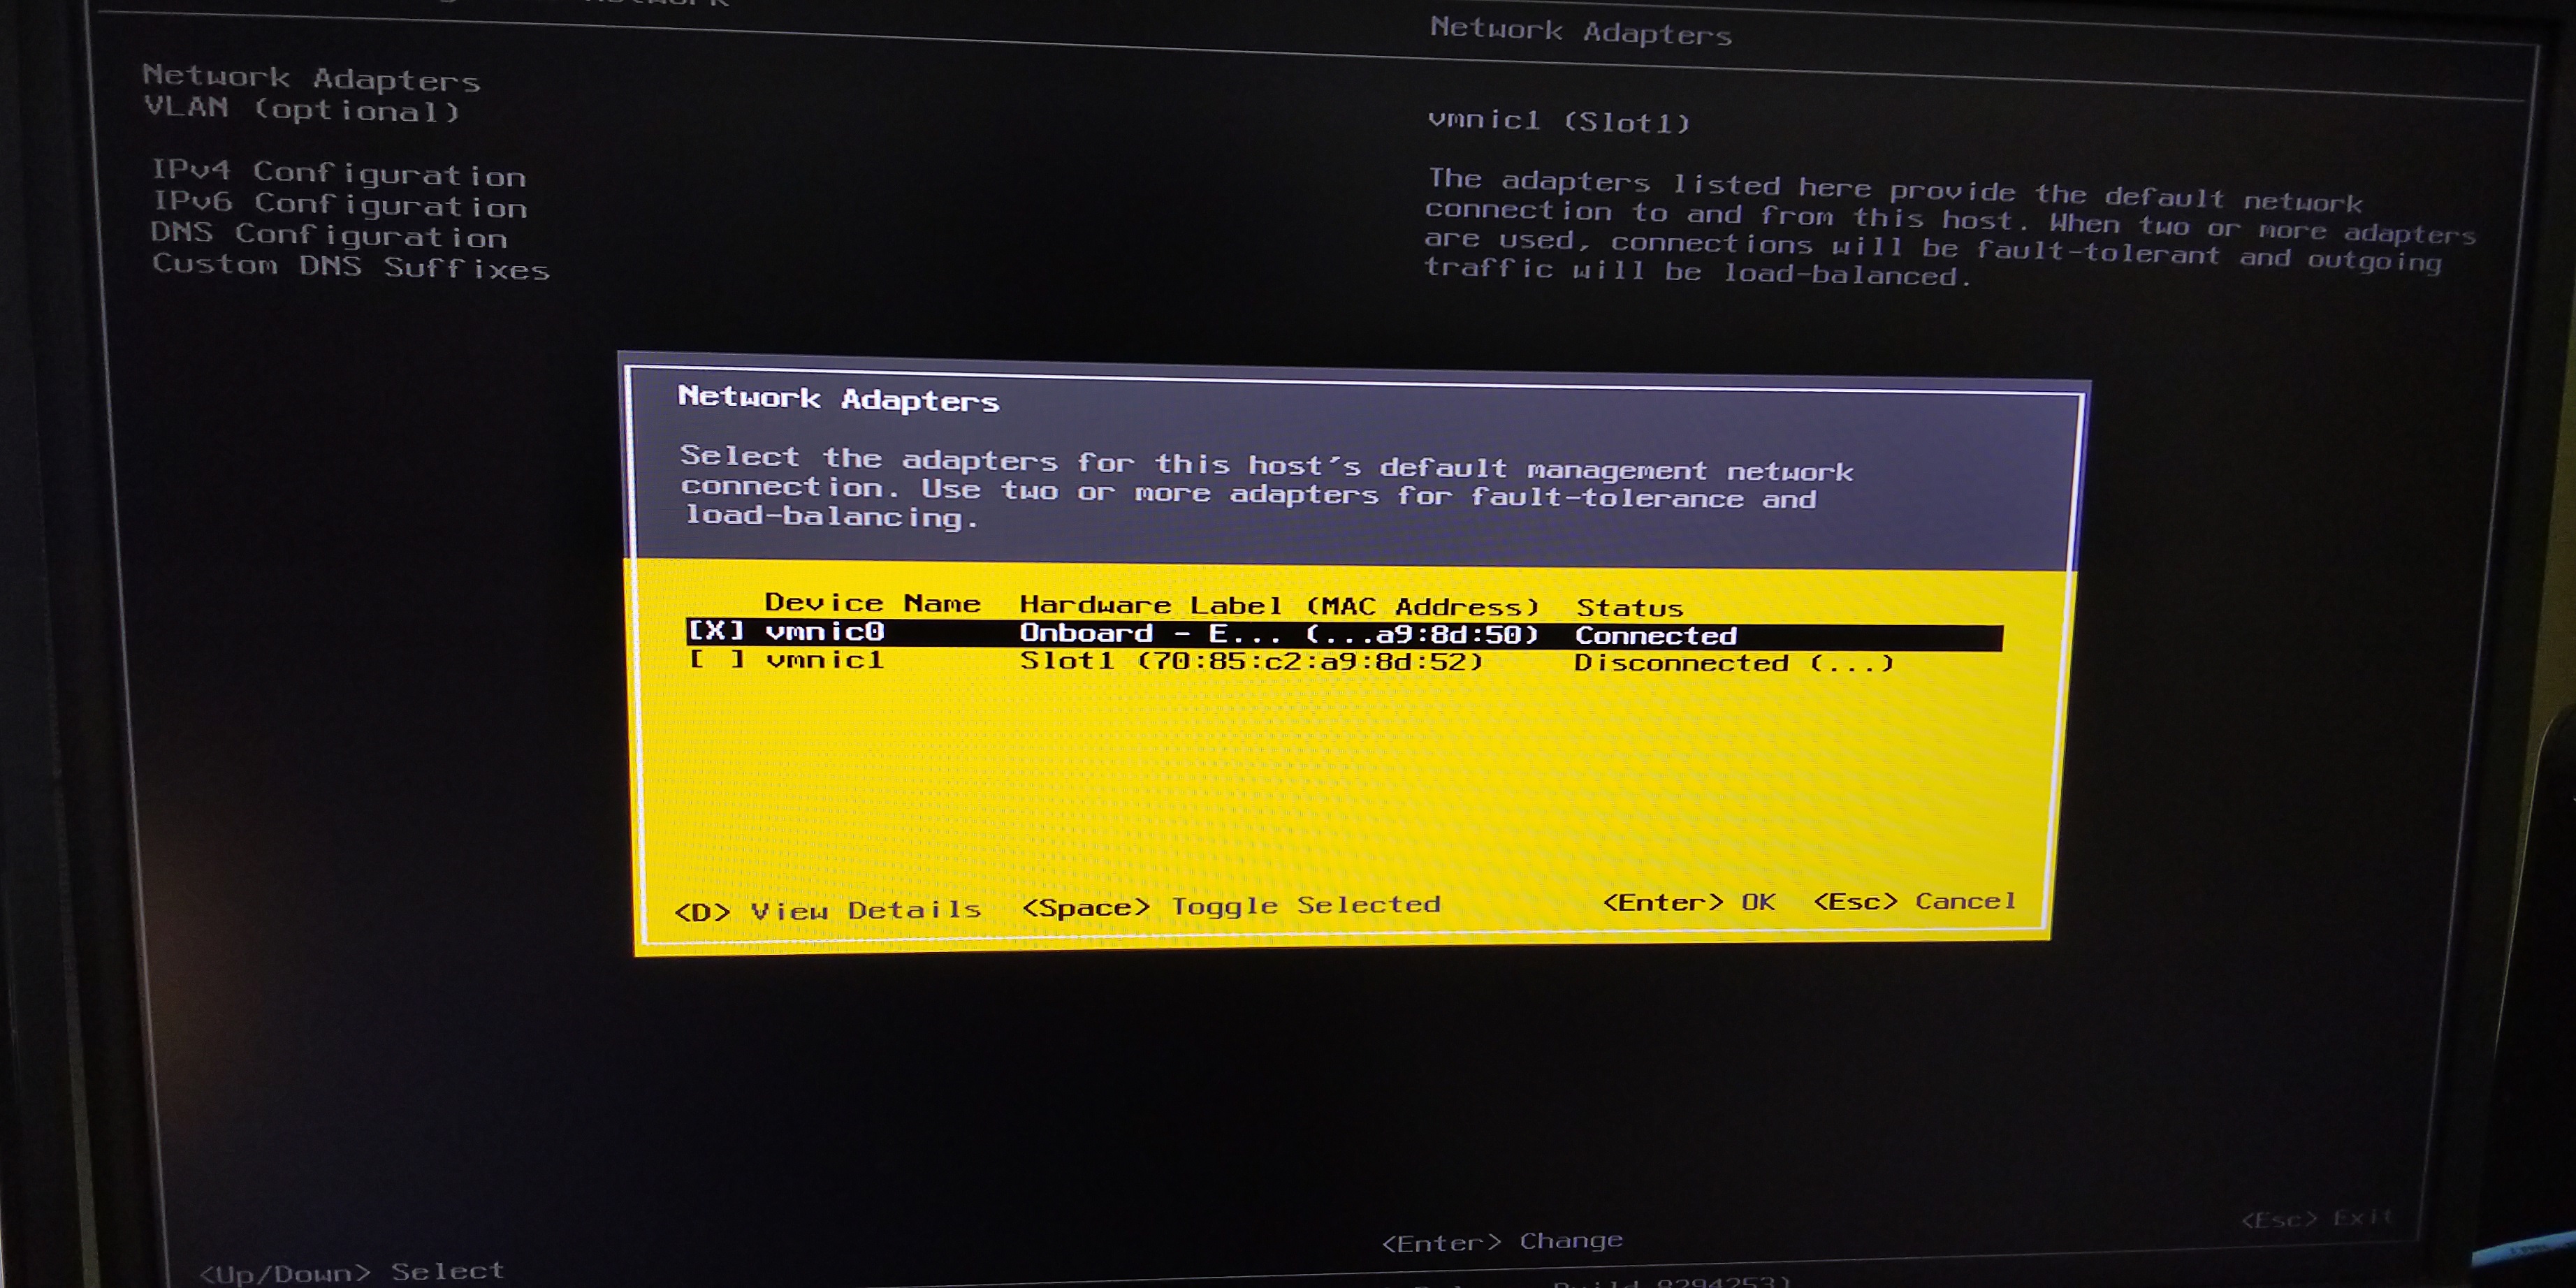 Network Adapters
Network Adapters
VLAN (optional)
IPv4 Configuration
IPv6 Configuration
DNS Configuration
Custom DNS Suffixes
vmnic1 (Slot1)
The adapters listed here provide the default network
connection to and from this host. When two or more adapters
are used, connections will be fault-tolerant and outgoing
traffic will be load-balanced.
Network Adapters
Select the adapters for this host's default management network
connection. Use two or more adapters for fault-tolerance and
load-balancing.
Device Name Hardware Label (MAC Address) Status
[X] vmnic0 Onboard - E... (...a9:8d:50) Connected
[ ] vmnic1 Slot1 (70:85:c2:a9:8d:52) Disconnected (...)
<D> View Details <Space> Toggle Selected <Enter> OK <Esc> Cancel
<Up/Down> Select <Enter> Change <Esc> Exit